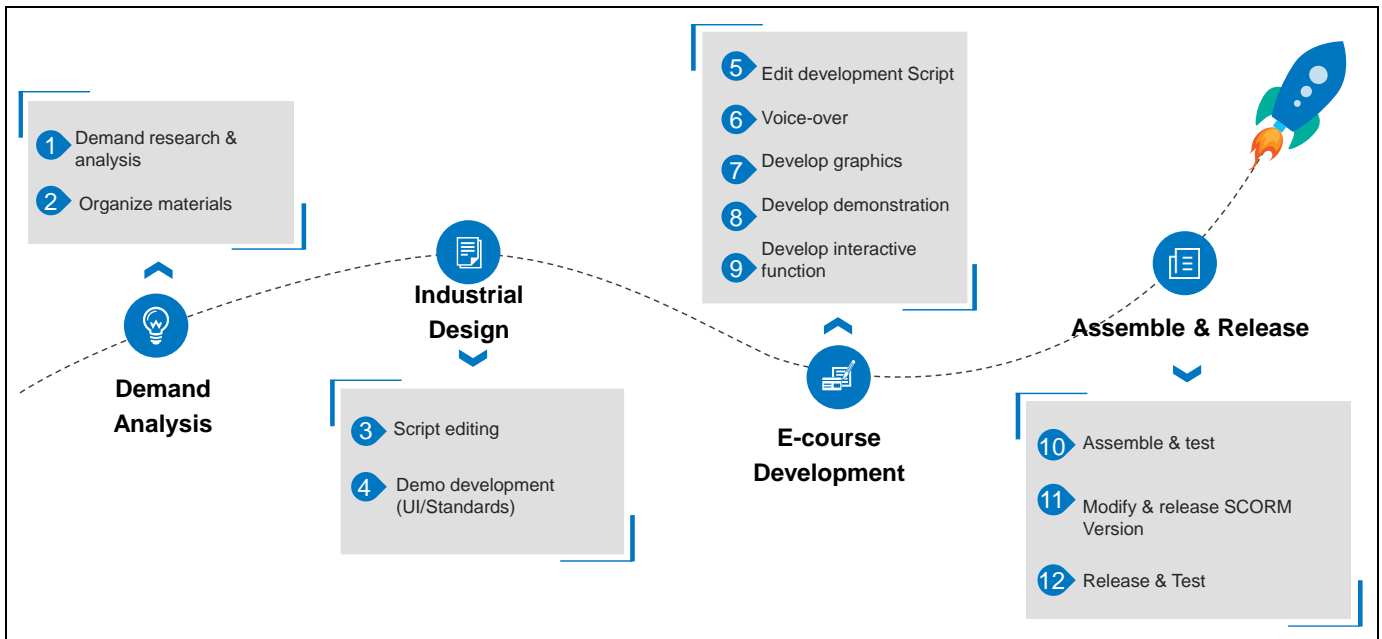 1 Demand research &
analysis
2 Organize materials
Demand
Analysis
Industrial
Design
3 Script editing
4 Demo development
(UI/Standards)
5 Edit development Script
6 Voice-over
7 Develop graphics
8 Develop demonstration
9 Develop interactive
function
E-course
Development
Assemble & Release
10 Assemble & test
11 Modify & release SCORM
Version
12 Release & Test